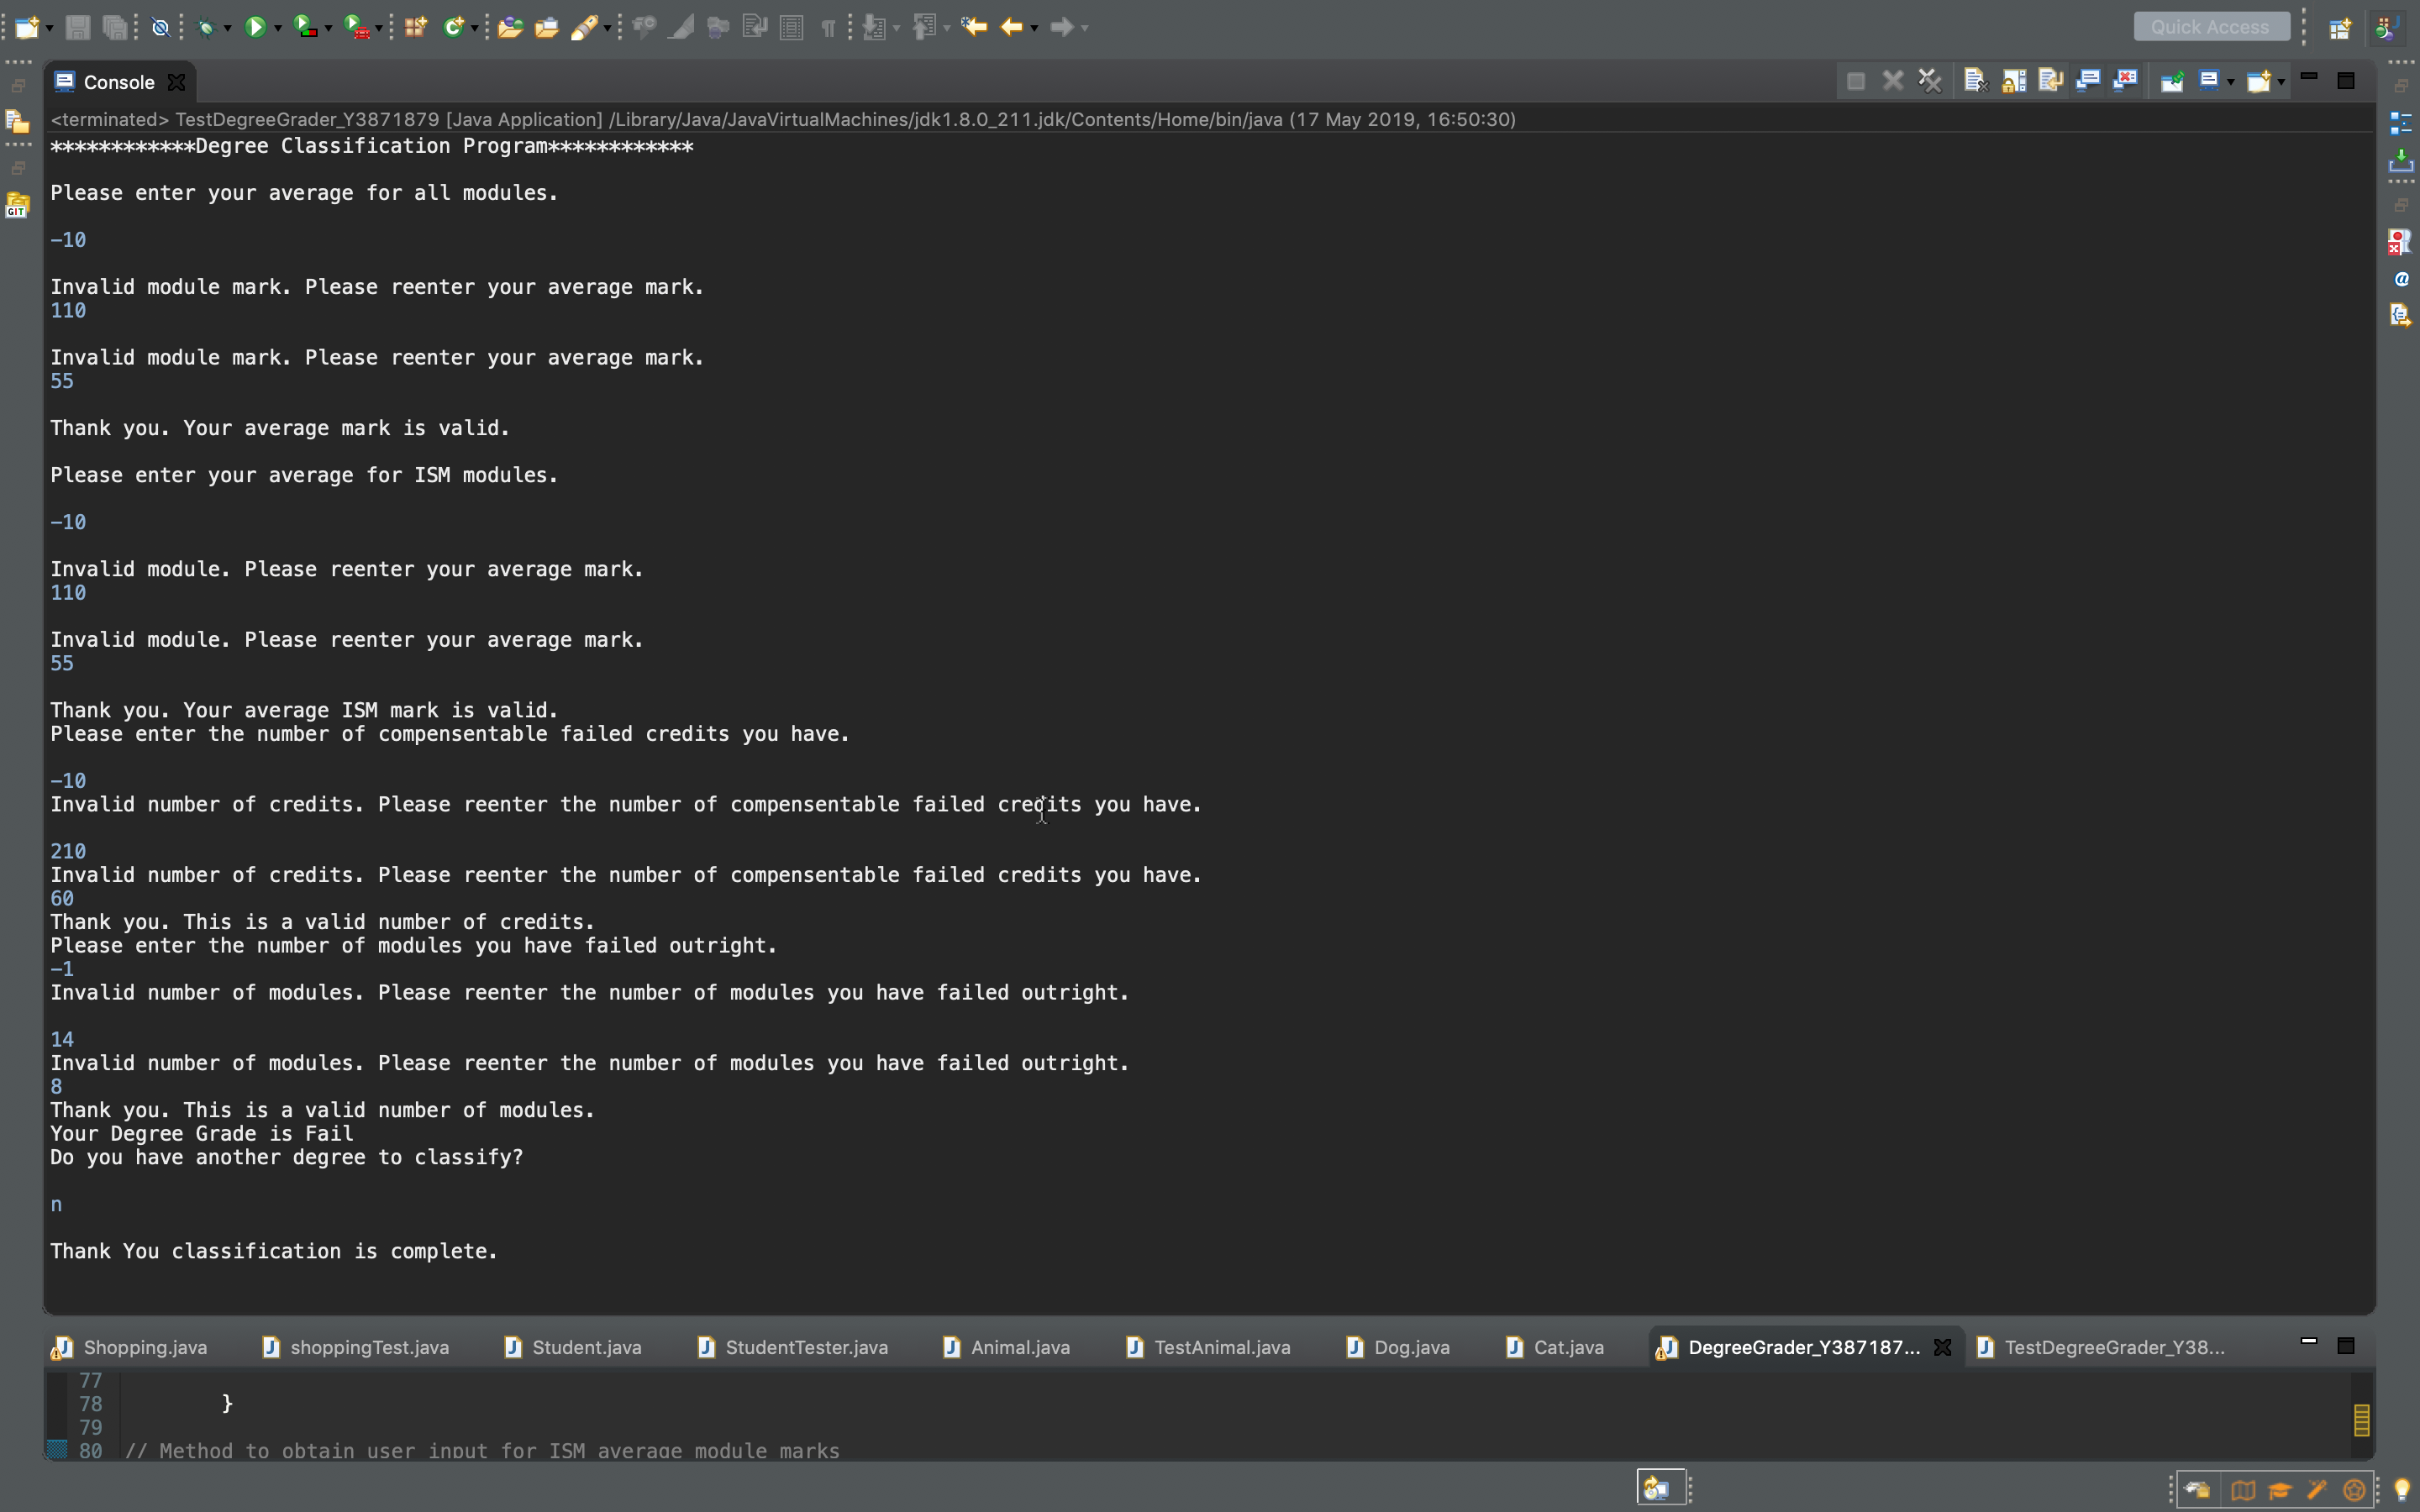 Quick Access
Console
<terminated> TestDegreeGrader_Y3871879 [Java Application] /Library/Java/JavaVirtualMachines/jdk1.8.0_211.jdk/Contents/Home/bin/java (17 May 2019, 16:50:30)
************Degree Classification Program************
Please enter your average for all modules.
-10
Invalid module mark. Please reenter your average mark.
110
Invalid module mark. Please reenter your average mark.
55
Thank you. Your average mark is valid.
Please enter your average for ISM modules.
-10
Invalid module. Please reenter your average mark.
110
Invalid module. Please reenter your average mark.
55
Thank you. Your average ISM mark is valid.
Please enter the number of compensentable failed credits you have.
-10
Invalid number of credits. Please reenter the number of compensentable failed credits you have.
210
Invalid number of credits. Please reenter the number of compensentable failed credits you have.
60
Thank you. This is a valid number of credits.
Please enter the number of modules you have failed outright.
-1
Invalid number of modules. Please reenter the number of modules you have failed outright.
14
Invalid number of modules. Please reenter the number of modules you have failed outright.
8
Thank you. This is a valid number of modules.
Your Degree Grade is Fail
Do you have another degree to classify?
n
Thank You classification is complete.
Shopping.java shoppingTest.java Student.java StudentTester.java Animal.java TestAnimal.java Dog.java Cat.java DegreeGrader_Y387187... TestDegreeGrader_Y38...
77
78 }
79
80 // Method to obtain user input for ISM average module marks